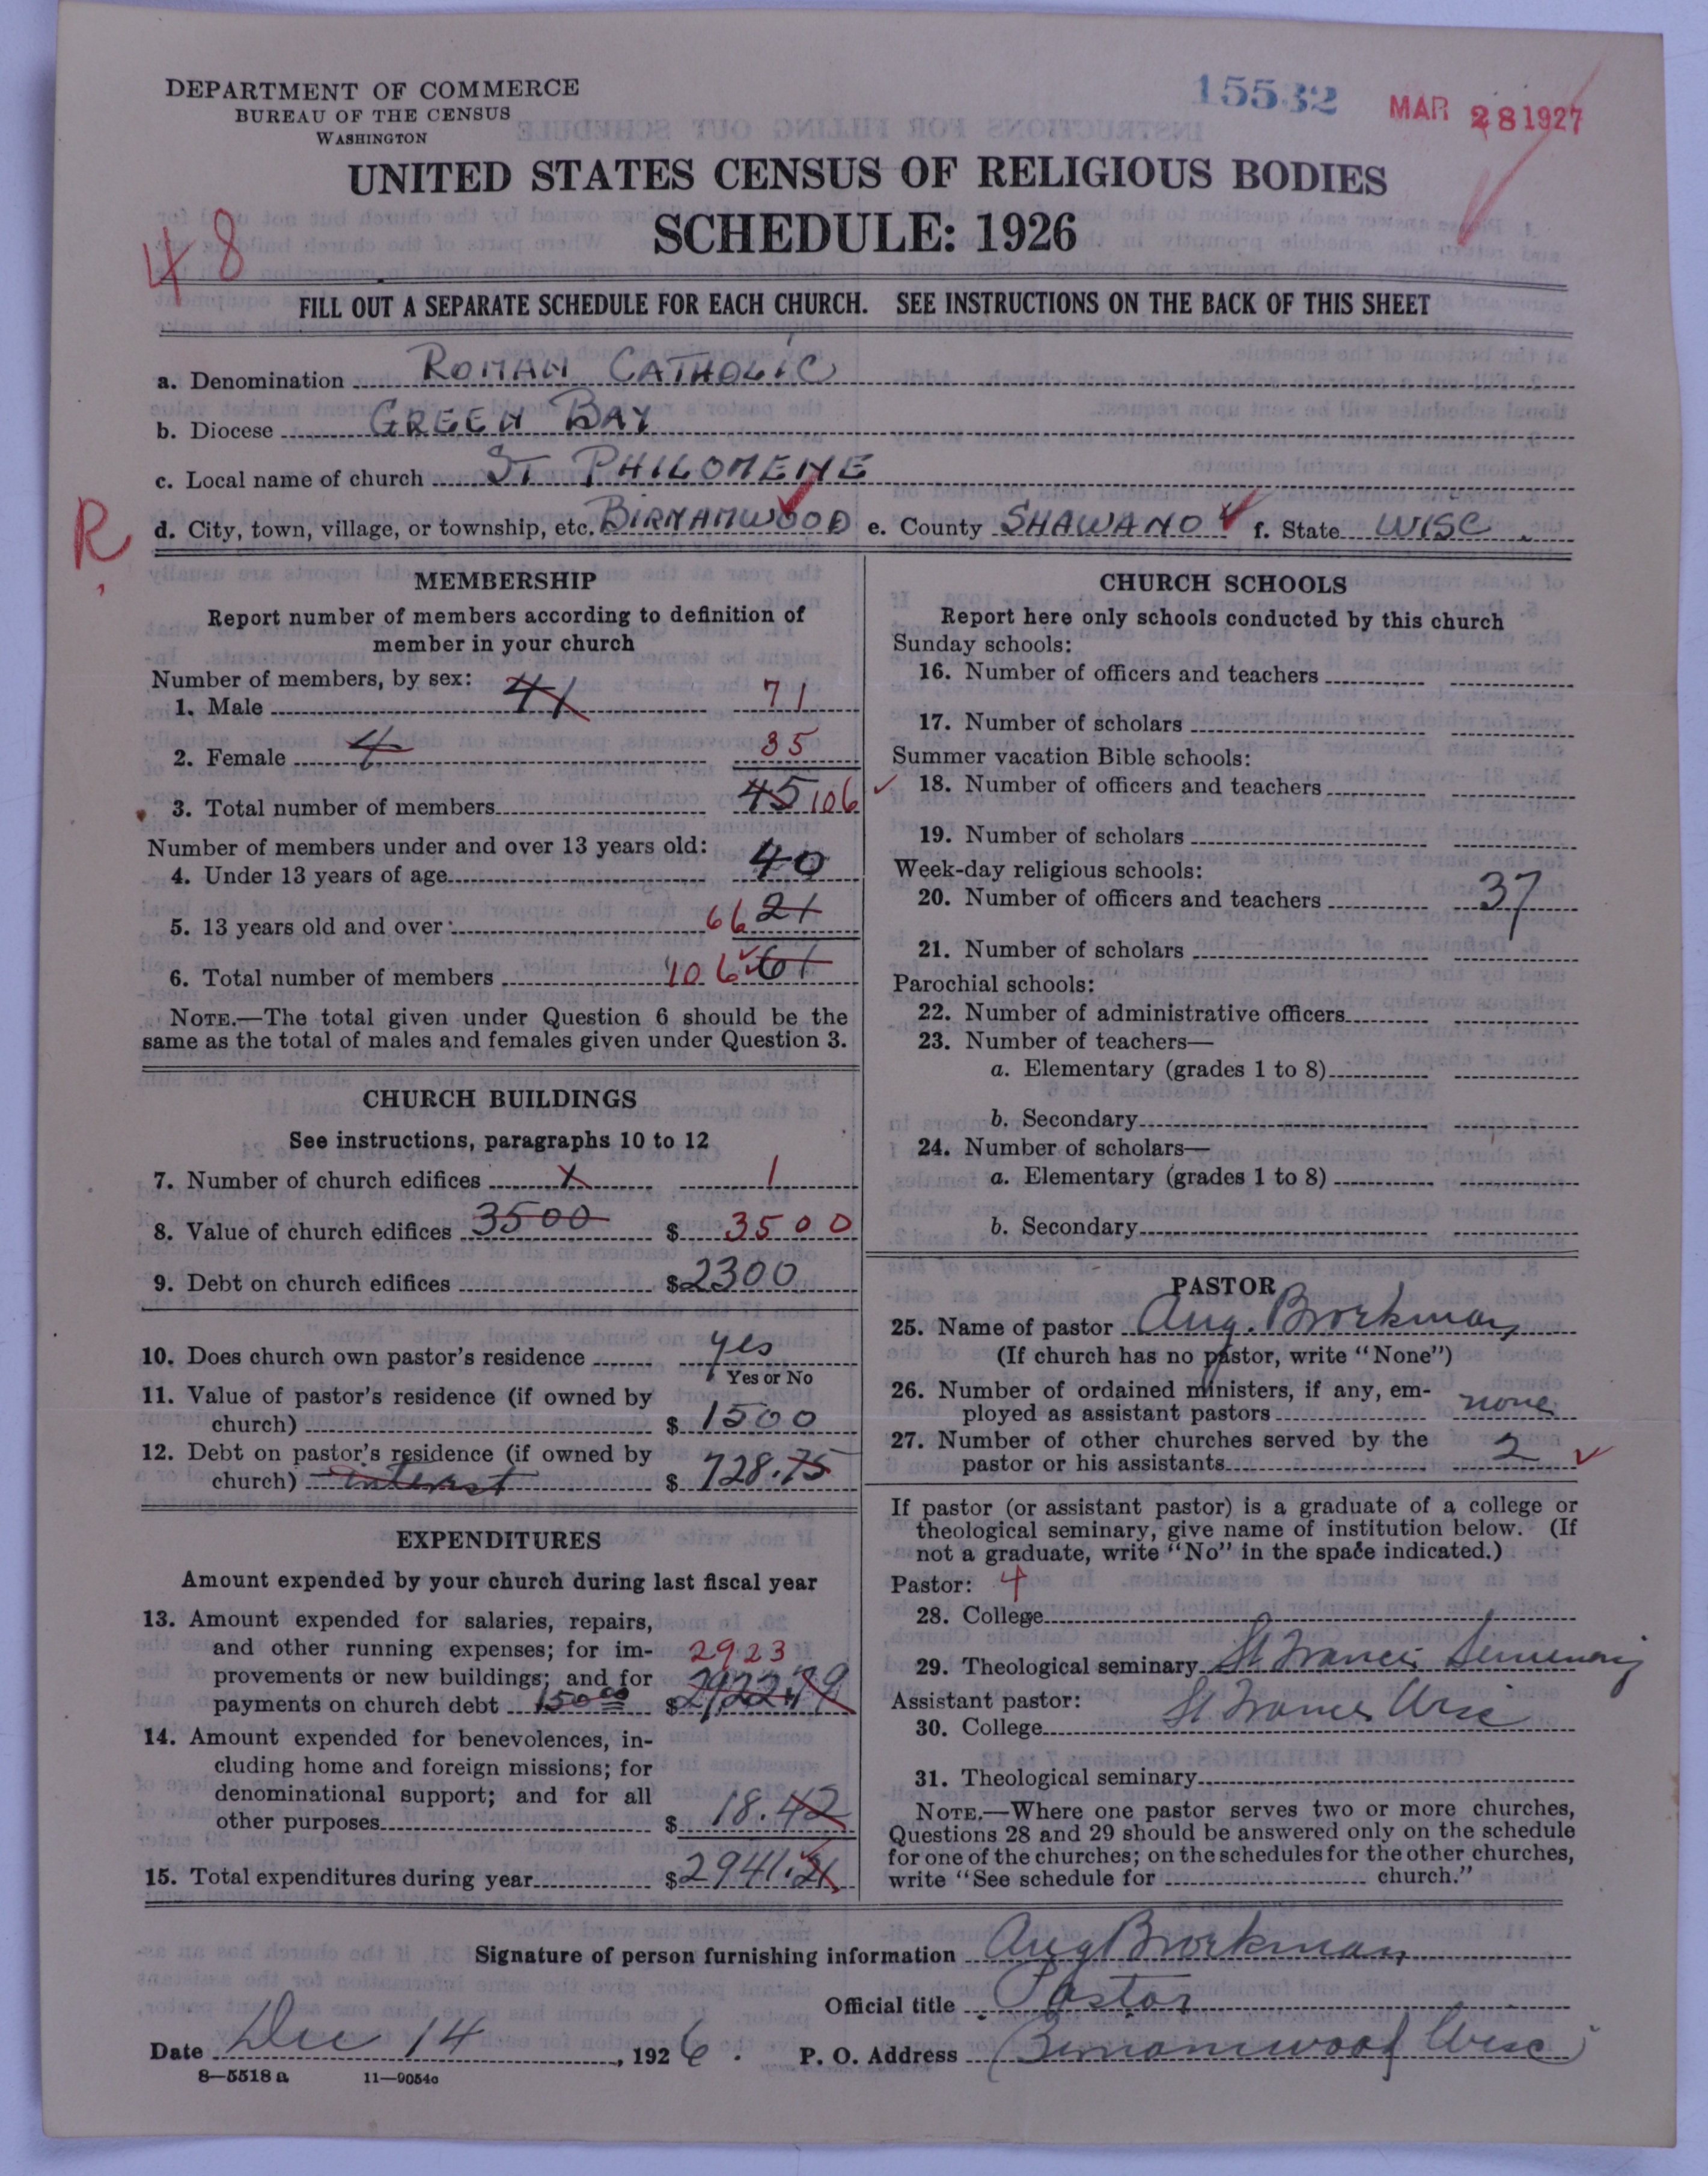 DEPARTMENT OF COMMERCE
BUREAU OF THE CENSUS
WASHINGTON
15532
MAR 28 1927
UNITED STATES CENSUS OF RELIGIOUS BODIES
SCHEDULE: 1926
48
FILL OUT A SEPARATE SCHEDULE FOR EACH CHURCH. SEE INSTRUCTIONS ON THE BACK OF THIS SHEET
a. Denomination ROMAN CATHOLIC
b. Diocese GREEN BAY
c. Local name of church ST PHILOMENE
R
d. City, town, village, or township, etc. BIRNAMWOOD e. County SHAWANO f. State WISC.
MEMBERSHIP
Report number of members according to definition of
member in your church
Number of members, by sex:
1. Male 41 71
2. Female 4 35
3. Total number of members 45 106
Number of members under and over 13 years old:
4. Under 13 years of age 40
5. 13 years old and over 66 21
6. Total number of members 106 61
NOTE.—The total given under Question 6 should be the
same as the total of males and females given under Question 3.
CHURCH BUILDINGS
See instructions, paragraphs 10 to 12
7. Number of church edifices 1 1
8. Value of church edifices 3500 $ 3500
9. Debt on church edifices $ 2300
10. Does church own pastor's residence yes
Yes or No
11. Value of pastor's residence (if owned by
church) $ 1500
12. Debt on pastor's residence (if owned by
church) interest $ 728.75
EXPENDITURES
Amount expended by your church during last fiscal year
13. Amount expended for salaries, repairs,
and other running expenses; for im- 2923
provements or new buildings; and for
payments on church debt 150.00 $ 2922.79
14. Amount expended for benevolences, in-
cluding home and foreign missions; for
denominational support; and for all
other purposes $ 18.42
15. Total expenditures during year $ 2941.21
CHURCH SCHOOLS
Report here only schools conducted by this church
Sunday schools:
16. Number of officers and teachers
17. Number of scholars
Summer vacation Bible schools:
18. Number of officers and teachers
19. Number of scholars
Week-day religious schools:
20. Number of officers and teachers 37
21. Number of scholars
Parochial schools:
22. Number of administrative officers
23. Number of teachers—
a. Elementary (grades 1 to 8)
b. Secondary
24. Number of scholars—
a. Elementary (grades 1 to 8)
b. Secondary
PASTOR
25. Name of pastor Aug. Brockman
(If church has no pastor, write "None")
26. Number of ordained ministers, if any, em-
ployed as assistant pastors none
27. Number of other churches served by the
pastor or his assistants 2
If pastor (or assistant pastor) is a graduate of a college or
theological seminary, give name of institution below. (If
not a graduate, write "No" in the space indicated.)
Pastor: 4
28. College
29. Theological seminary St Francis Seminary
Assistant pastor: St Francis Wisc
30. College
31. Theological seminary
NOTE.—Where one pastor serves two or more churches,
Questions 28 and 29 should be answered only on the schedule
for one of the churches; on the schedules for the other churches,
write "See schedule for church."
Signature of person furnishing information Aug Brockman
Official title Pastor
Date Dec 14, 1926. P. O. Address Birnamwood Wisc
8—5518 a 11—9054c